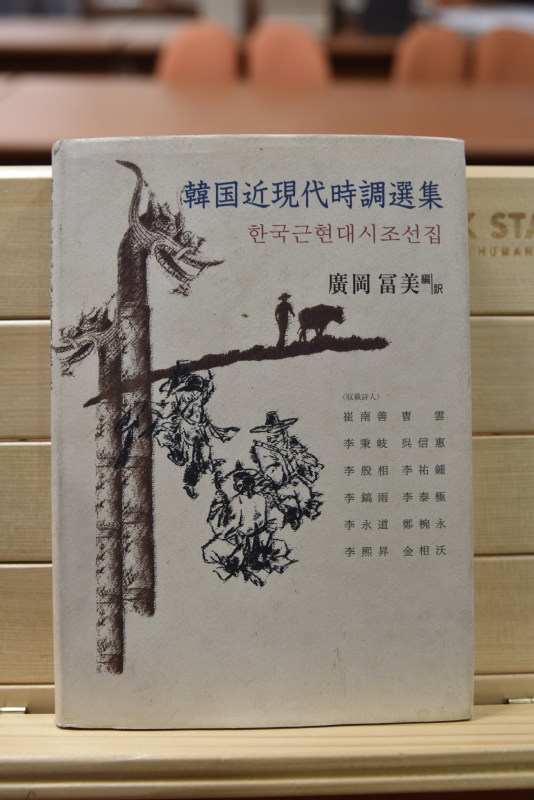 韓国近現代時調選集
한국근현대시조선집
廣岡冨美 編訳
〈収載詩人〉
崔南善 曺雲
李秉岐 呉信惠
李殷相 李祐鍾
李鎬雨 李泰極
李永道 鄭椀永
李熙昇 金相沃
K STA
HUMAN